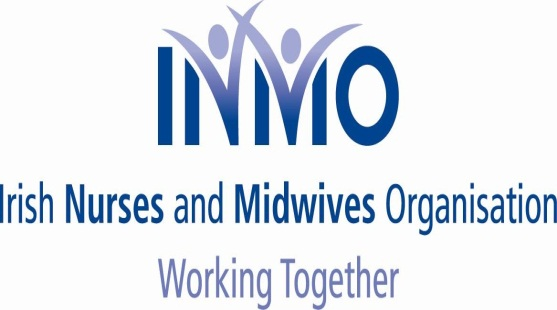 INMO
Irish Nurses and Midwives Organisation
Working Together